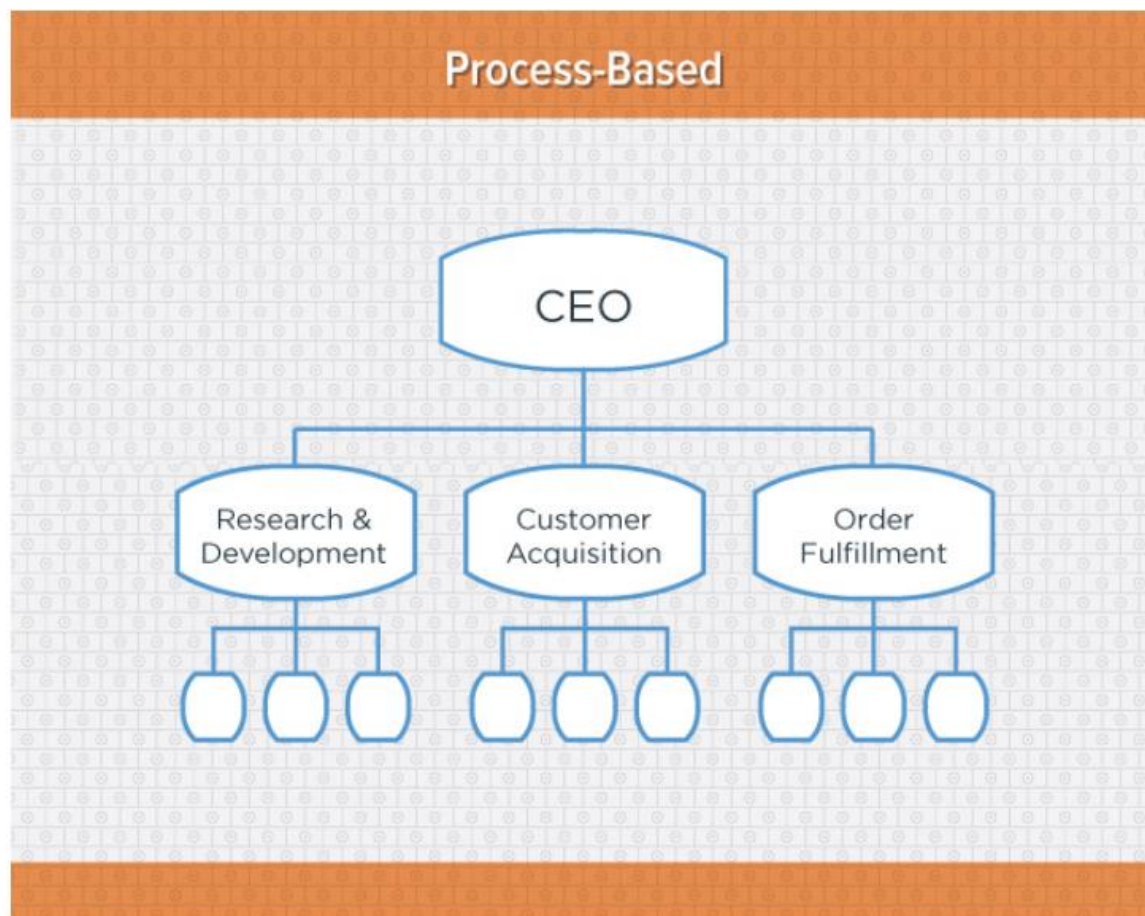 Process-Based
CEO
Research &
Development
Customer
Acquisition
Order
Fulfillment